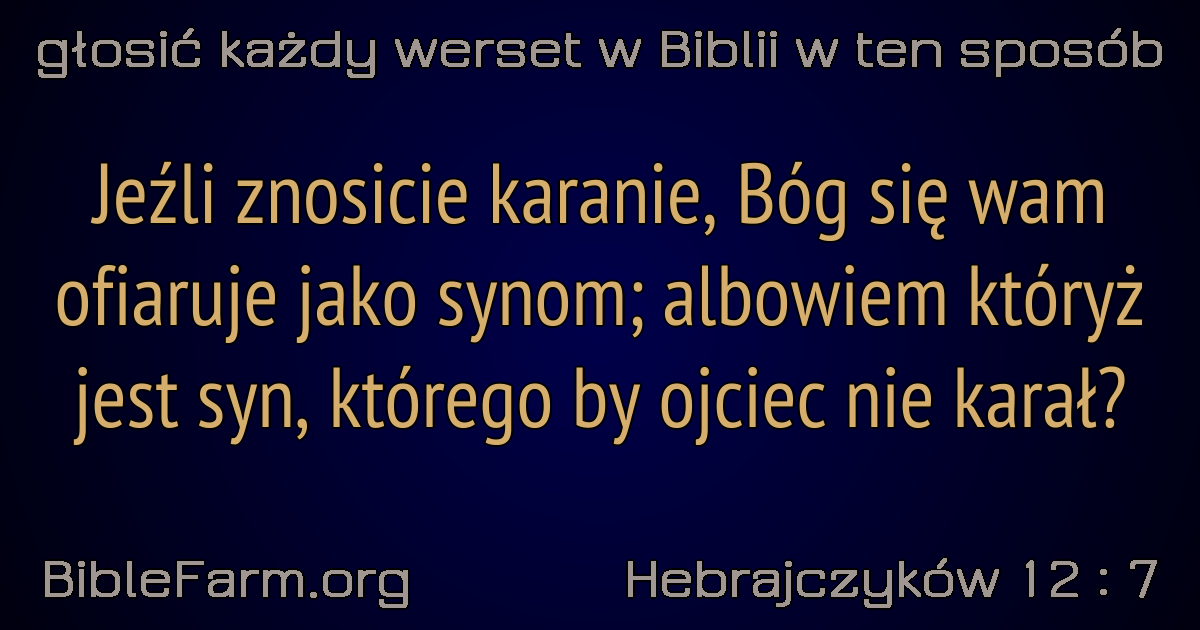 głosić każdy werset w Biblii w ten sposób
Jeźli znosicie karanie, Bóg się wam
ofiaruje jako synom; albowiem któryż
jest syn, którego by ojciec nie karał?
BibleFarm.org
Hebrajczyków 12 : 7